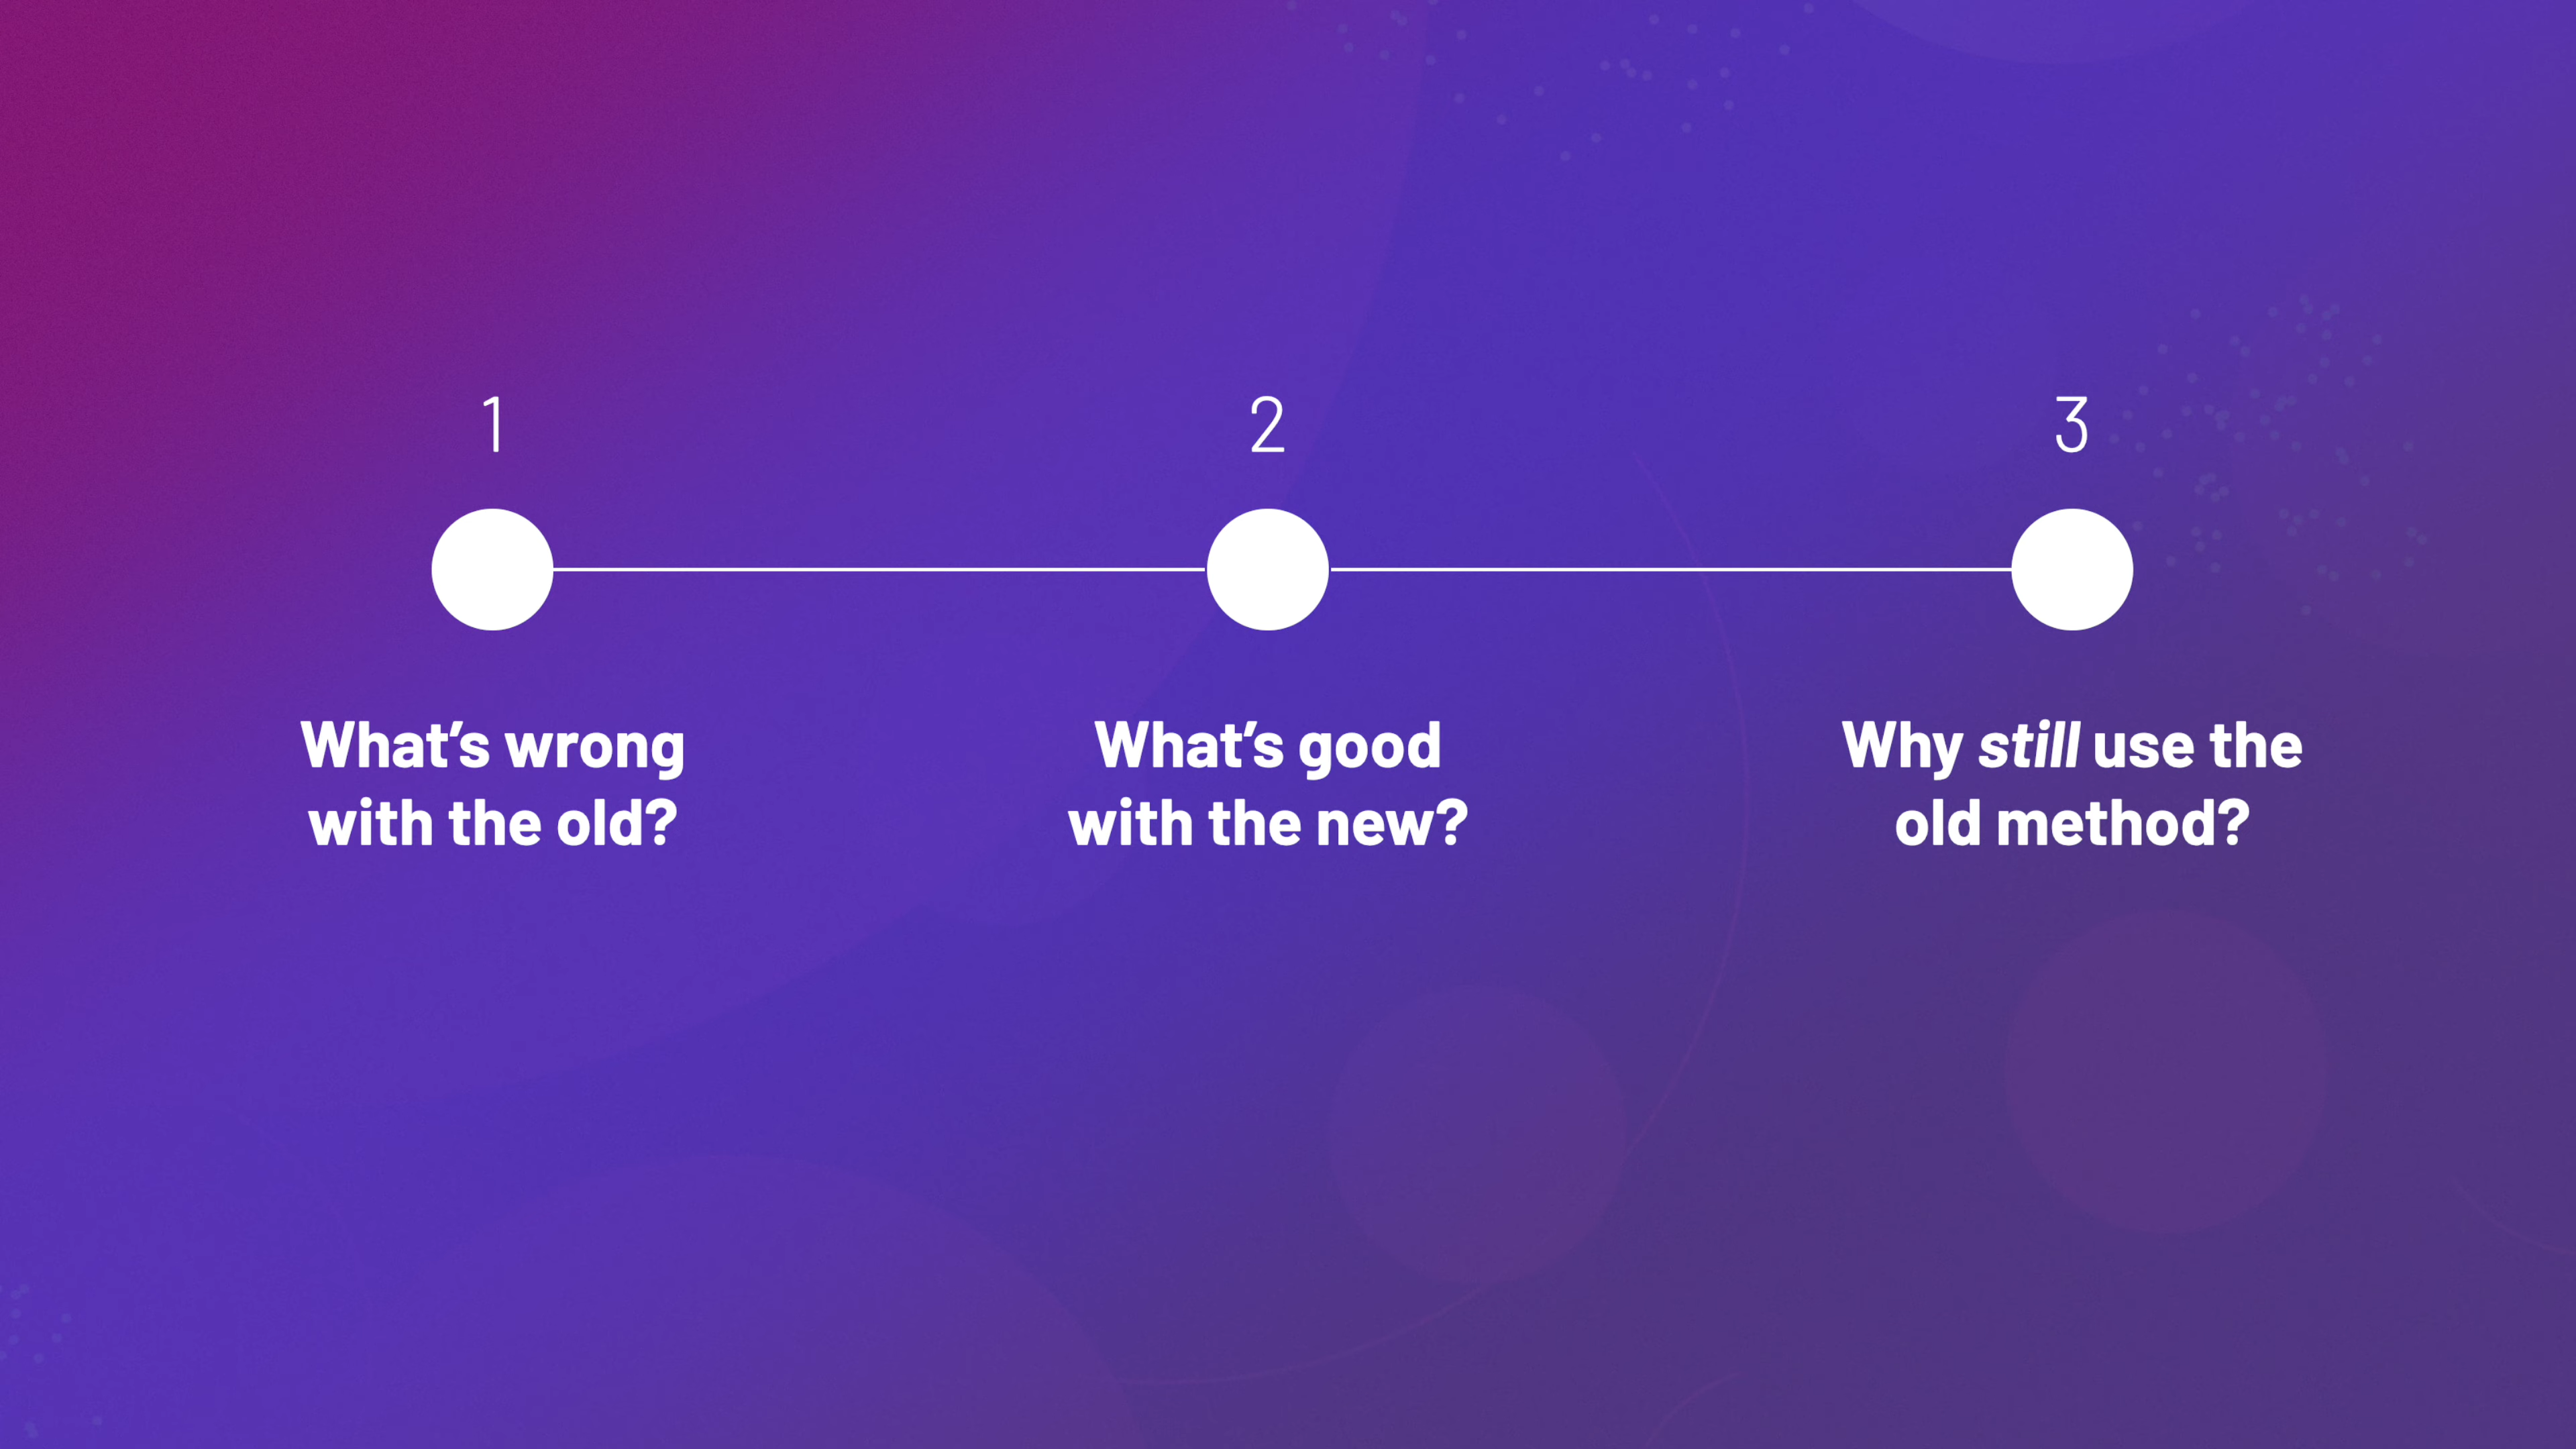 1
What’s wrong
with the old?
2
What’s good
with the new?
3
Why still use the
old method?